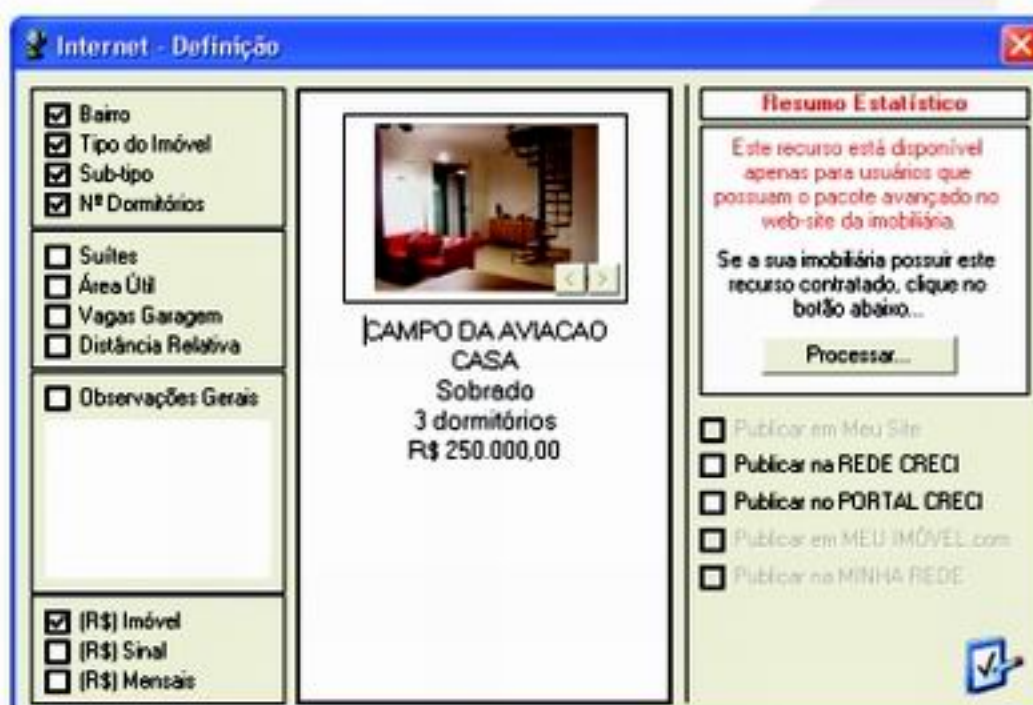 Internet - Definição
Bairro
Tipo do Imóvel
Sub-tipo
Nº Dormitórios
Suítes
Área Útil
Vagas Garagem
Distância Relativa
Observações Gerais
(R$) Imóvel
(R$) Sinal
(R$) Mensais
< >
CAMPO DA AVIACAO
CASA
Sobrado
3 dormitórios
R$ 250.000,00
Resumo Estatístico
Este recurso está disponível
apenas para usuários que
possuam o pacote avançado no
web-site da imobiliária.
Se a sua imobiliária possuir este
recurso contratado, clique no
botão abaixo...
Processar...
Publicar em Meu Site
Publicar na REDE CRECI
Publicar no PORTAL CRECI
Publicar em MEU IMÓVEL.com
Publicar na MINHA REDE